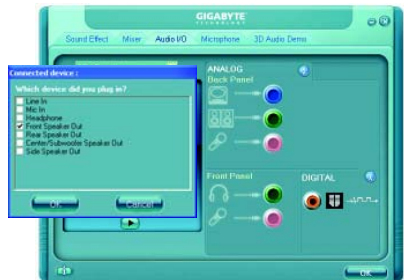 GIGABYTE
TECHNOLOGY
Sound Effect Mixer Audio I/O Microphone 3D Audio Demo
Connected device :
Which device did you plug in?
Line In
Mic In
Headphone
Front Speaker Out
Rear Speaker Out
Center/Subwoofer Speaker Out
Side Speaker Out
OK
Cancel
ANALOG
Back Panel
Front Panel
DIGITAL
OK